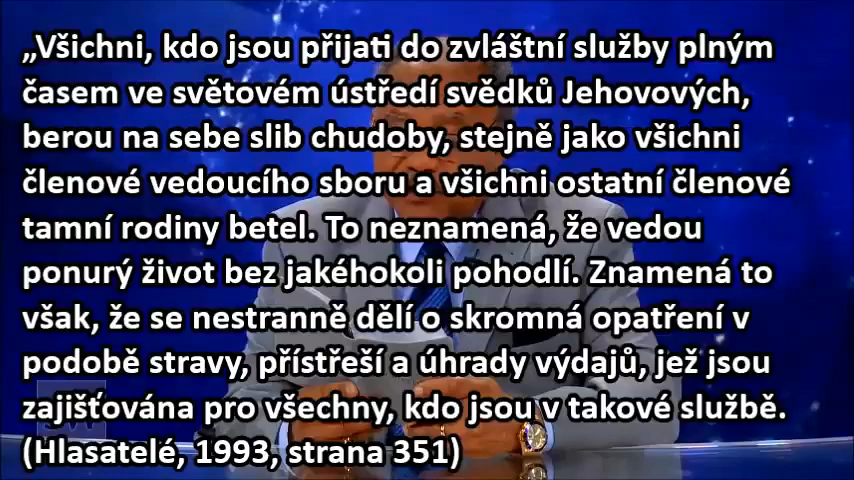 „Všichni, kdo jsou přijati do zvláštní služby plným
časem ve světovém ústředí svědků Jehovových,
berou na sebe slib chudoby, stejně jako všichni
členové vedoucího sboru a všichni ostatní členové
tamní rodiny betel. To neznamená, že vedou
ponurý život bez jakéhokoli pohodlí. Znamená to
však, že se nestranně dělí o skromná opatření v
podobě stravy, přístřeší a úhrady výdajů, jež jsou
zajišťována pro všechny, kdo jsou v takové službě.
(Hlasatelé, 1993, strana 351)